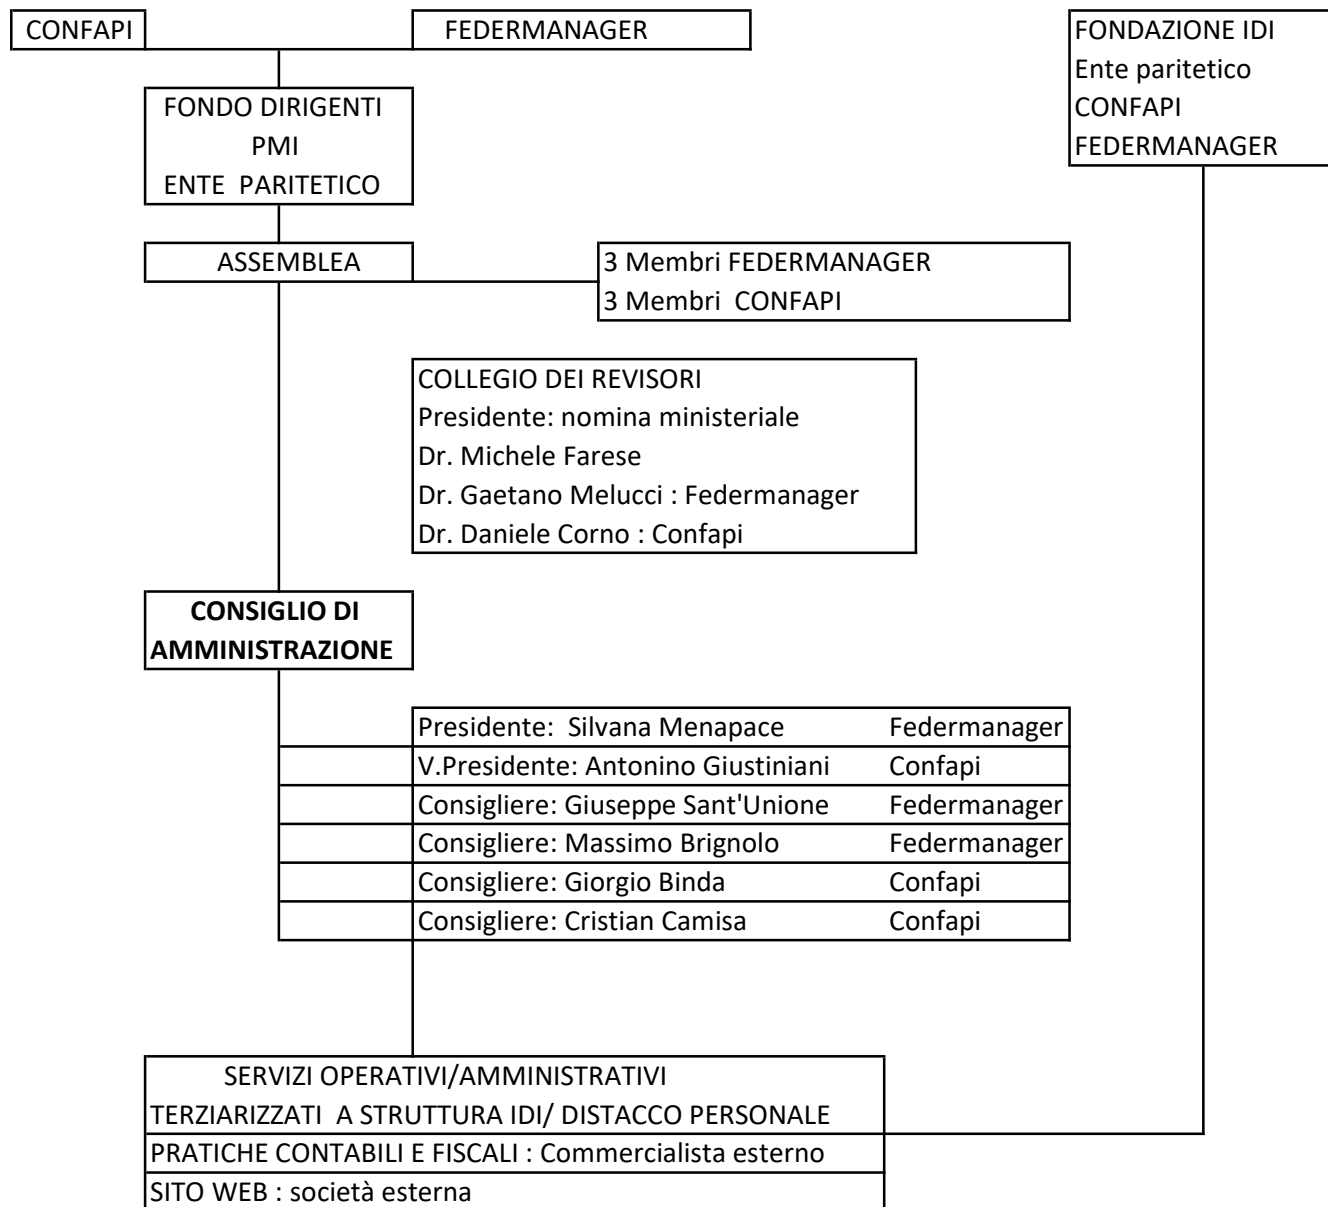 CONFAPI
FEDERMANAGER
FONDO DIRIGENTI
PMI
ENTE PARITETICO
FONDAZIONE IDI
Ente paritetico
CONFAPI
FEDERMANAGER
ASSEMBLEA
3 Membri FEDERMANAGER
3 Membri CONFAPI
COLLEGIO DEI REVISORI
Presidente: nomina ministeriale
Dr. Michele Farese
Dr. Gaetano Melucci : Federmanager
Dr. Daniele Corno : Confapi
CONSIGLIO DI
AMMINISTRAZIONE
Presidente: Silvana Menapace Federmanager
V.Presidente: Antonino Giustiniani Confapi
Consigliere: Giuseppe Sant'Unione Federmanager
Consigliere: Massimo Brignolo Federmanager
Consigliere: Giorgio Binda Confapi
Consigliere: Cristian Camisa Confapi
SERVIZI OPERATIVI/AMMINISTRATIVI
TERZIARIZZATI A STRUTTURA IDI/ DISTACCO PERSONALE
PRATICHE CONTABILI E FISCALI : Commercialista esterno
SITO WEB : società esterna